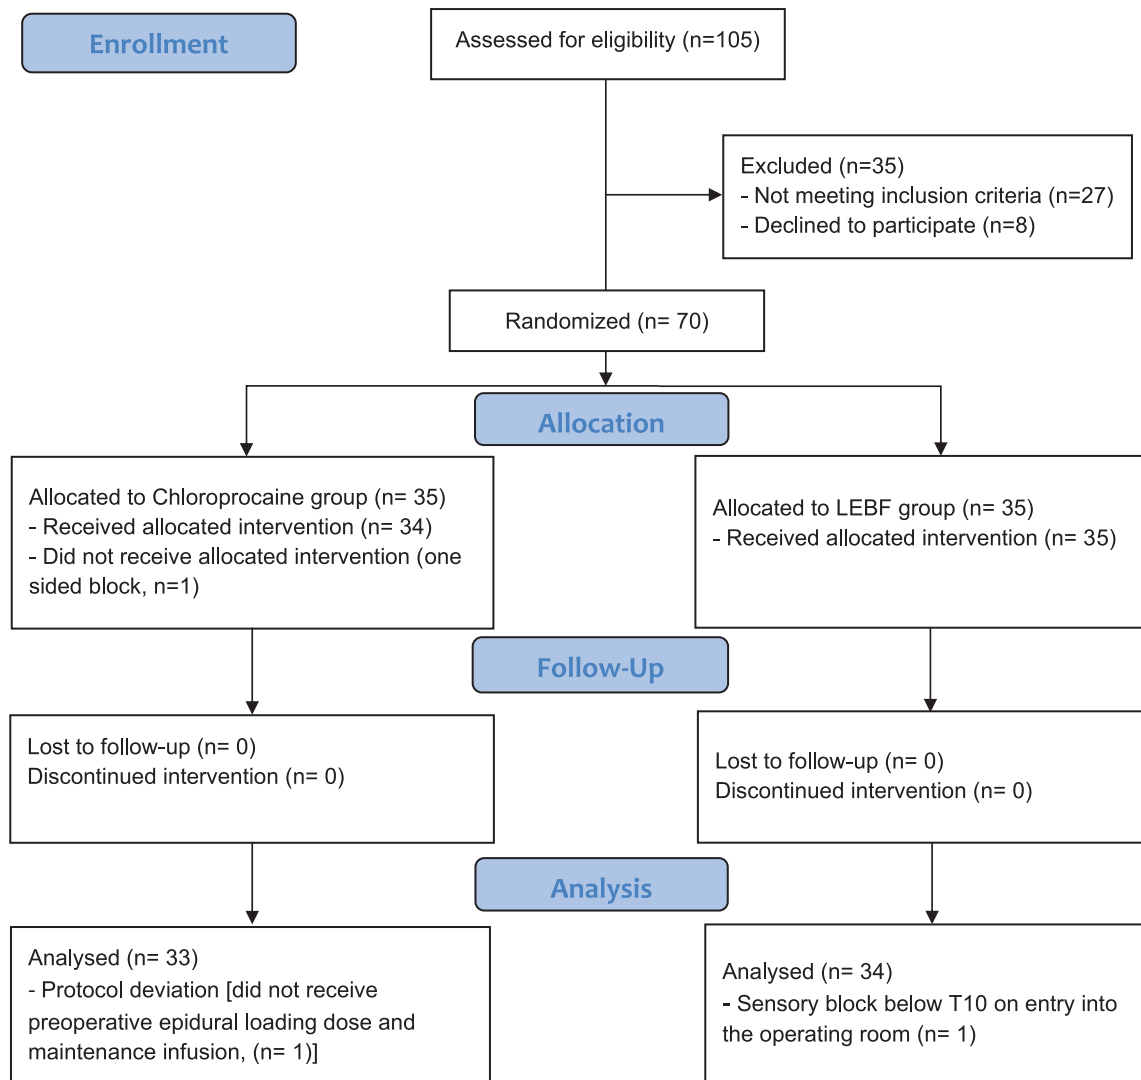 Enrollment
Assessed for eligibility (n=105)
Excluded (n=35)
- Not meeting inclusion criteria (n=27)
- Declined to participate (n=8)
Randomized (n= 70)
Allocation
Allocated to Chloroprocaine group (n= 35)
- Received allocated intervention (n= 34)
- Did not receive allocated intervention (one
sided block, n=1)
Allocated to LEBF group (n= 35)
- Received allocated intervention (n= 35)
Follow-Up
Lost to follow-up (n= 0)
Discontinued intervention (n= 0)
Lost to follow-up (n= 0)
Discontinued intervention (n= 0)
Analysis
Analysed (n= 33)
- Protocol deviation [did not receive
preoperative epidural loading dose and
maintenance infusion, (n= 1)]
Analysed (n= 34)
- Sensory block below T10 on entry into
the operating room (n= 1)